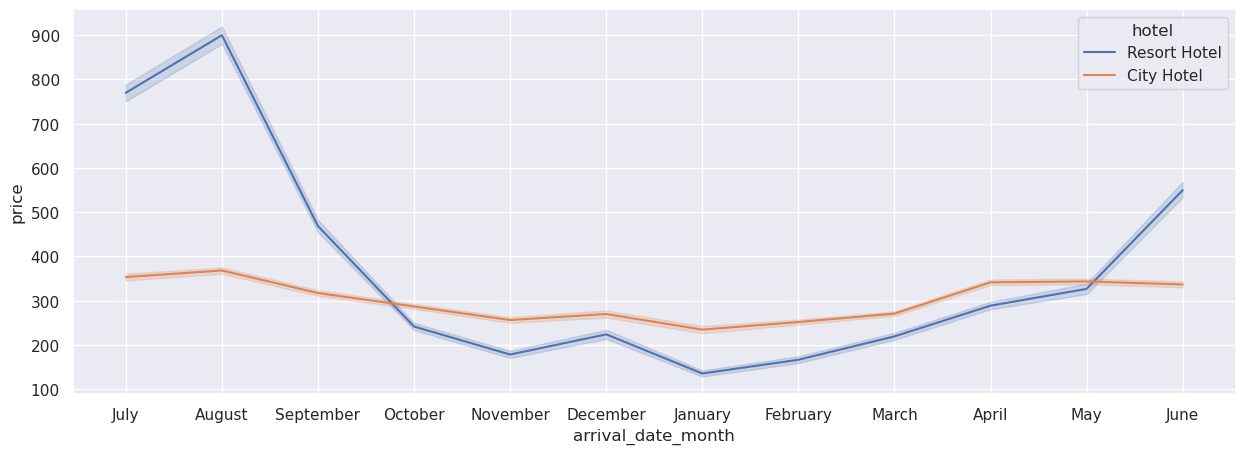 hotel
Resort Hotel
City Hotel
price
900
800
700
600
500
400
300
200
100
July August September October November December January February March April May June
arrival_date_month